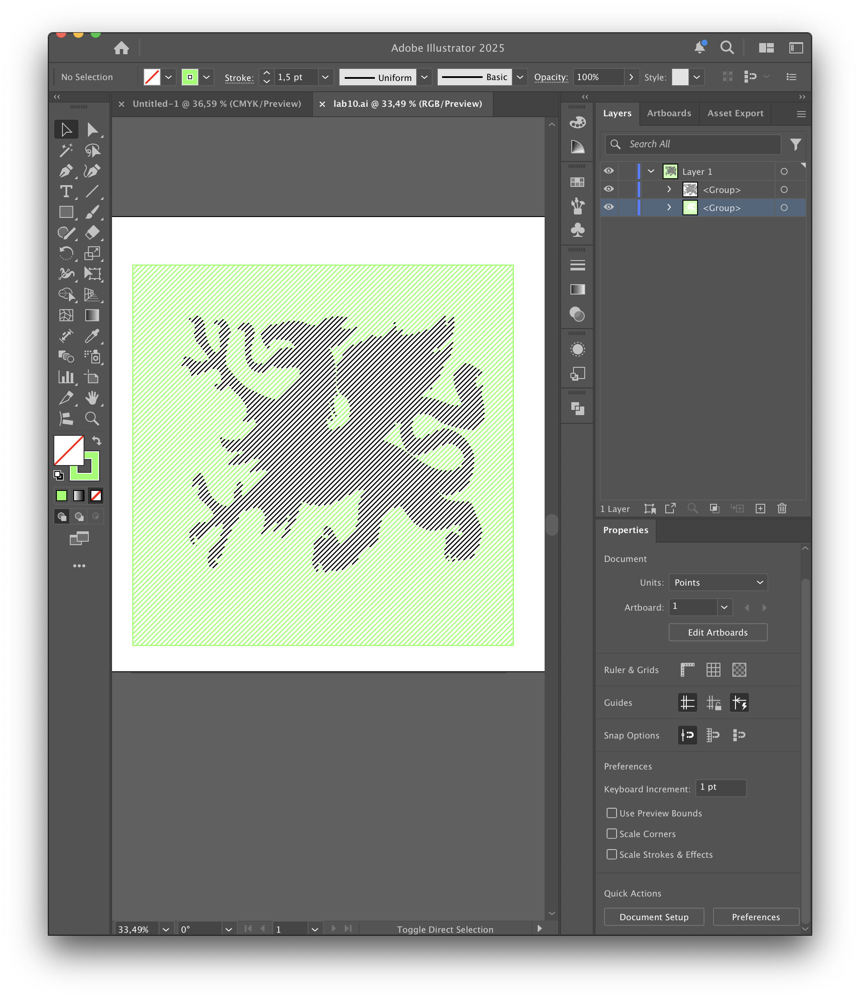 Adobe Illustrator 2025
No Selection
Stroke: 1,5 pt Uniform Basic Opacity: 100% Style:
Untitled-1 @ 36,59 % (CMYK/Preview) lab10.ai @ 33,49 % (RGB/Preview)
Layers Artboards Asset Export
Search All
Layer 1
<Group>
<Group>
1 Layer
Properties
Document
Units: Points
Artboard: 1
Edit Artboards
Ruler & Grids
Guides
Snap Options
Preferences
Keyboard Increment: 1 pt
Use Preview Bounds
Scale Corners
Scale Strokes & Effects
Quick Actions
Document Setup Preferences
33,49% 0° 1 Toggle Direct Selection